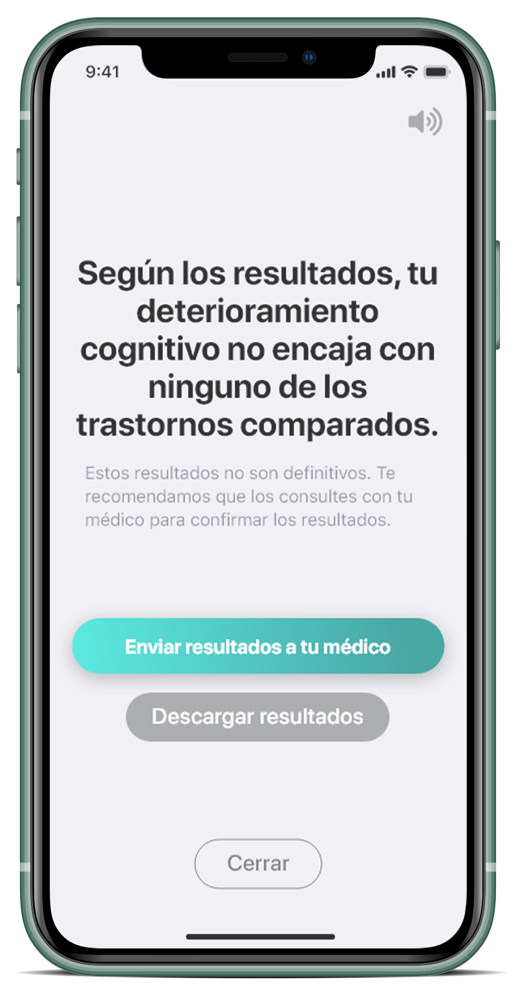 9:41
Según los resultados, tu
deterioramiento
cognitivo no encaja con
ninguno de los
trastornos comparados.
Estos resultados no son definitivos. Te
recomendamos que los consultes con tu
médico para confirmar los resultados.
Enviar resultados a tu médico
Descargar resultados
Cerrar